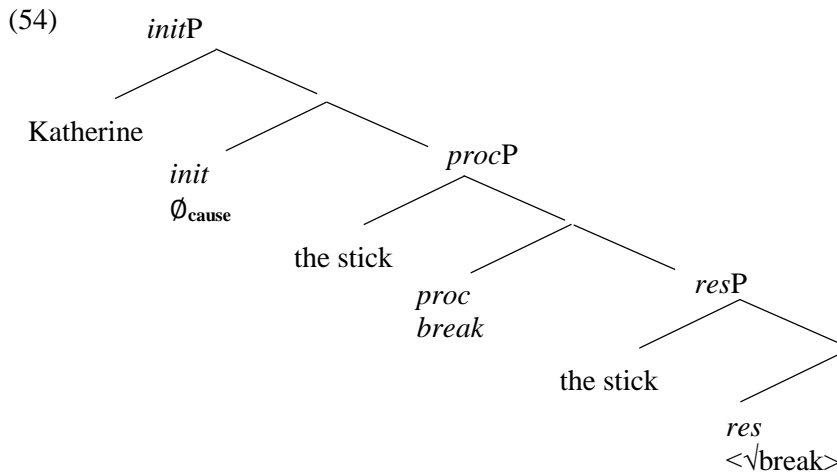 (54)
initP
Katherine
init
∅cause
procP
the stick
proc
break
resP
the stick
res
<√break>